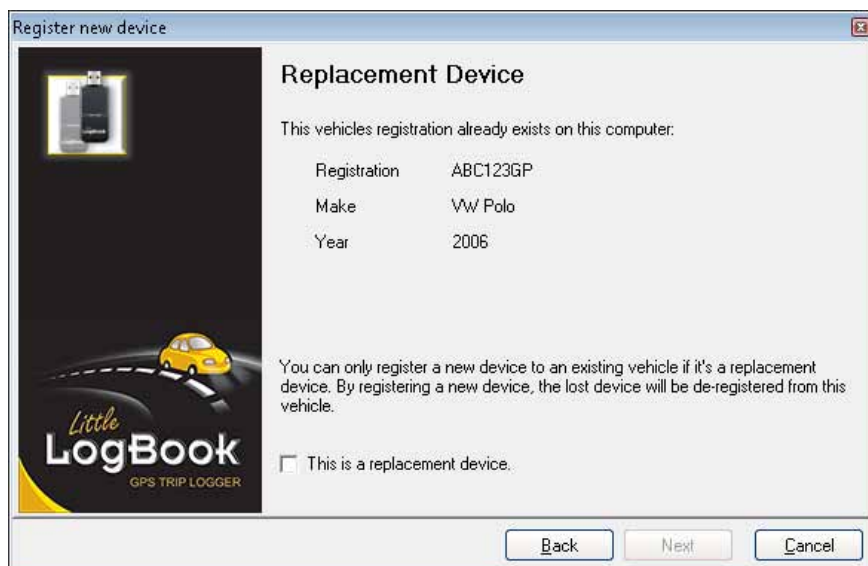 Register new device
Replacement Device
This vehicles registration already exists on this computer:
Registration ABC123GP
Make VW Polo
Year 2006
You can only register a new device to an existing vehicle if it's a replacement
device. By registering a new device, the lost device will be de-registered from this
vehicle.
This is a replacement device.
Little
LogBook
GPS TRIP LOGGER
Back Next Cancel